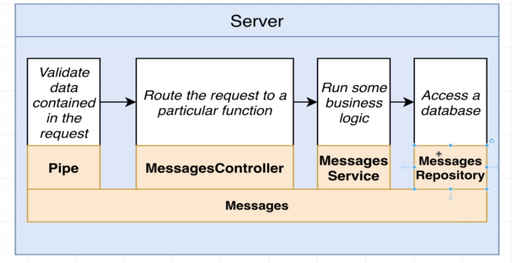 Server
Validate
data
contained
in the
request
Route the request to a
particular function
Run some
business
logic
Access a
database
Pipe
MessagesController
Messages
Service
Messages
Repository
Messages